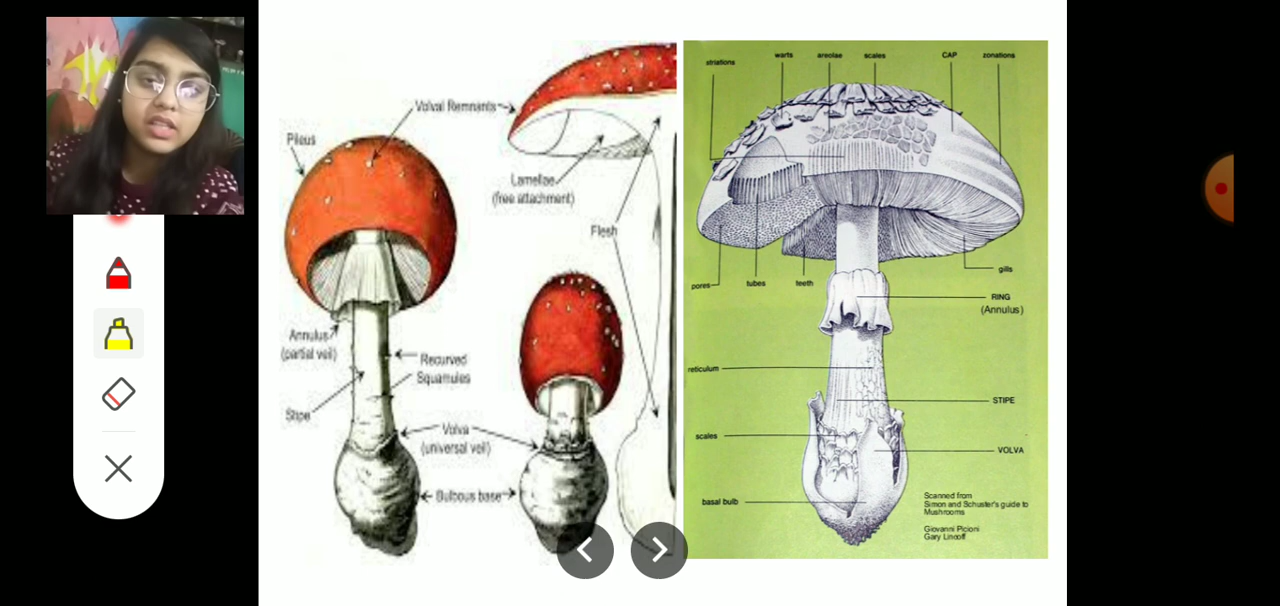 Volval Remnants
Pileus
Lamellae
(free attachment)
Flesh
Annulus
(partial veil)
Recurved
Squamules
Stipe
Volva
(universal veil)
Bulbous base
striations
warts
areolae
scales
CAP
zonations
pores
tubes
teeth
gills
RING
(Annulus)
reticulum
STIPE
scales
VOLVA
basal bulb
Scanned from
Simon and Schuster's guide to
Mushrooms
Giovanni Picioni
Gary Lincoff